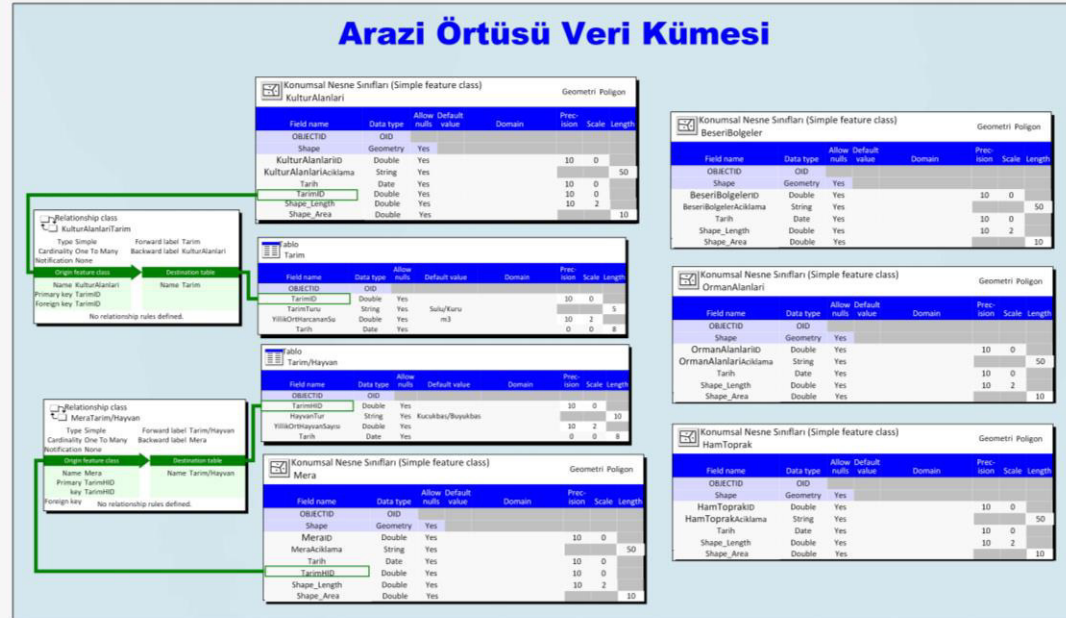 Arazi Örtüsü Veri Kümesi
Konumsal Nesne Sınıfları (Simple feature class)
KulturAlanlari
Geometri Poligon
Field name Data type Allow nulls Default value Domain Prec-ision Scale Length
OBJECTID OID
Shape Geometry Yes
KulturAlanlariID Double Yes 10 0
KulturAlanlariAciklama String Yes 50
Tarih Date Yes 10 0
TarimID Double Yes 10 0
Shape_Length Double Yes 10 2
Shape_Area Double Yes 10
Relationship class
KulturAlanlariTarim
Type Simple Forward label Tarim
Cardinality One To Many Backward label KulturAlanlari
Notification None
Origin feature class Destination table
Name KulturAlanlari Name Tarim
Primary key TarimID
Foreign key TarimID
No relationship rules defined.
Tablo
Tarim
Field name Data type Allow nulls Default value Domain Prec-ision Scale Length
OBJECTID OID
TarimID Double Yes 10 0
TarimTuru String Yes Sulu/Kuru 5
YillikOrtHarcananSu Double Yes m3 10 2
Tarih Date Yes 0 0 8
Tablo
Tarim/Hayvan
Field name Data type Allow nulls Default value Domain Prec-ision Scale Length
OBJECTID OID
TarimHID Double Yes 10 0
HayvanTur String Yes Kucukbas/Buyukbas 10
YillikOrtHayvanSayısı Double Yes 10 2
Tarih Date Yes 0 0 8
Relationship class
MeraTarim/Hayvan
Type Simple Forward label Tarim/Hayvan
Cardinality One To Many Backward label Mera
Notification None
Origin feature class Destination table
Name Mera Name Tarim/Hayvan
Primary TarimHID
key TarimHID
Foreign key No relationship rules defined.
Konumsal Nesne Sınıfları (Simple feature class)
Mera
Geometri Poligon
Field name Data type Allow nulls Default value Domain Prec-ision Scale Length
OBJECTID OID
Shape Geometry Yes
MeraID Double Yes 10 0
MeraAciklama String Yes 50
Tarih Date Yes 10 0
TarimHID Double Yes 10 0
Shape_Length Double Yes 10 2
Shape_Area Double Yes 10
Konumsal Nesne Sınıfları (Simple feature class)
BeseriBolgeler
Geometri Poligon
Field name Data type Allow nulls Default value Domain Prec-ision Scale Length
OBJECTID OID
Shape Geometry Yes
BeseriBolgelerID Double Yes 10 0
BeseriBolgelerAciklama String Yes 50
Tarih Date Yes 10 0
Shape_Length Double Yes 10 2
Shape_Area Double Yes 10
Konumsal Nesne Sınıfları (Simple feature class)
OrmanAlanlari
Geometri Poligon
Field name Data type Allow nulls Default value Domain Prec-ision Scale Length
OBJECTID OID
Shape Geometry Yes
OrmanAlanlariID Double Yes 10 0
OrmanAlanlariAciklama String Yes 50
Tarih Date Yes 10 0
Shape_Length Double Yes 10 2
Shape_Area Double Yes 10
Konumsal Nesne Sınıfları (Simple feature class)
HamToprak
Geometri Poligon
Field name Data type Allow nulls Default value Domain Prec-ision Scale Length
OBJECTID OID
Shape Geometry Yes
HamToprakID Double Yes 10 0
HamToprakAciklama String Yes 50
Tarih Date Yes 10 0
Shape_Length Double Yes 10 2
Shape_Area Double Yes 10